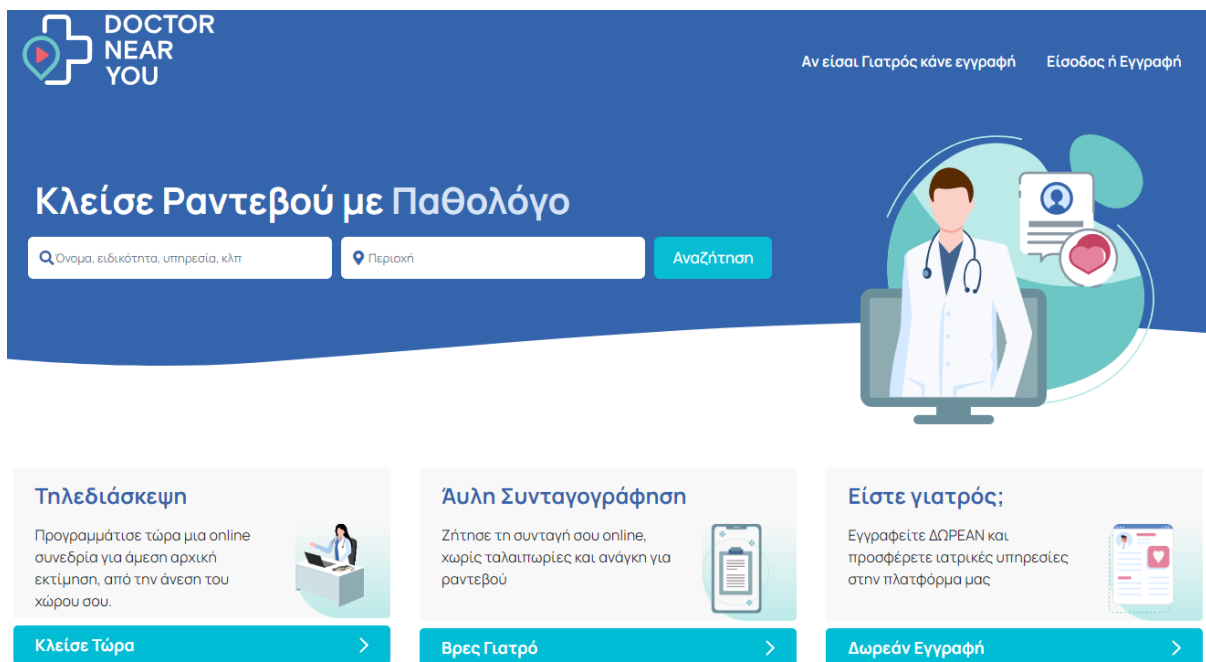 DOCTOR
NEAR
YOU
Αν είσαι Γιατρός κάνε εγγραφή
Είσοδος ή Εγγραφή
Κλείσε Ραντεβού με Παθολόγο
Όνομα, ειδικότητα, υπηρεσία, κλπ
Περιοχή
Αναζήτηση
Τηλεδιάσκεψη
Προγραμμάτισε τώρα μια online
συνεδρία για άμεση αρχική
εκτίμηση, από την άνεση του
χώρου σου.
Κλείσε Τώρα
Άυλη Συνταγογράφηση
Ζήτησε τη συνταγή σου online,
χωρίς ταλαιπωρίες και ανάγκη για
ραντεβού
Βρες Γιατρό
Είστε γιατρός;
Εγγραφείτε ΔΩΡΕΑΝ και
προσφέρετε ιατρικές υπηρεσίες
στην πλατφόρμα μας
Δωρεάν Εγγραφή